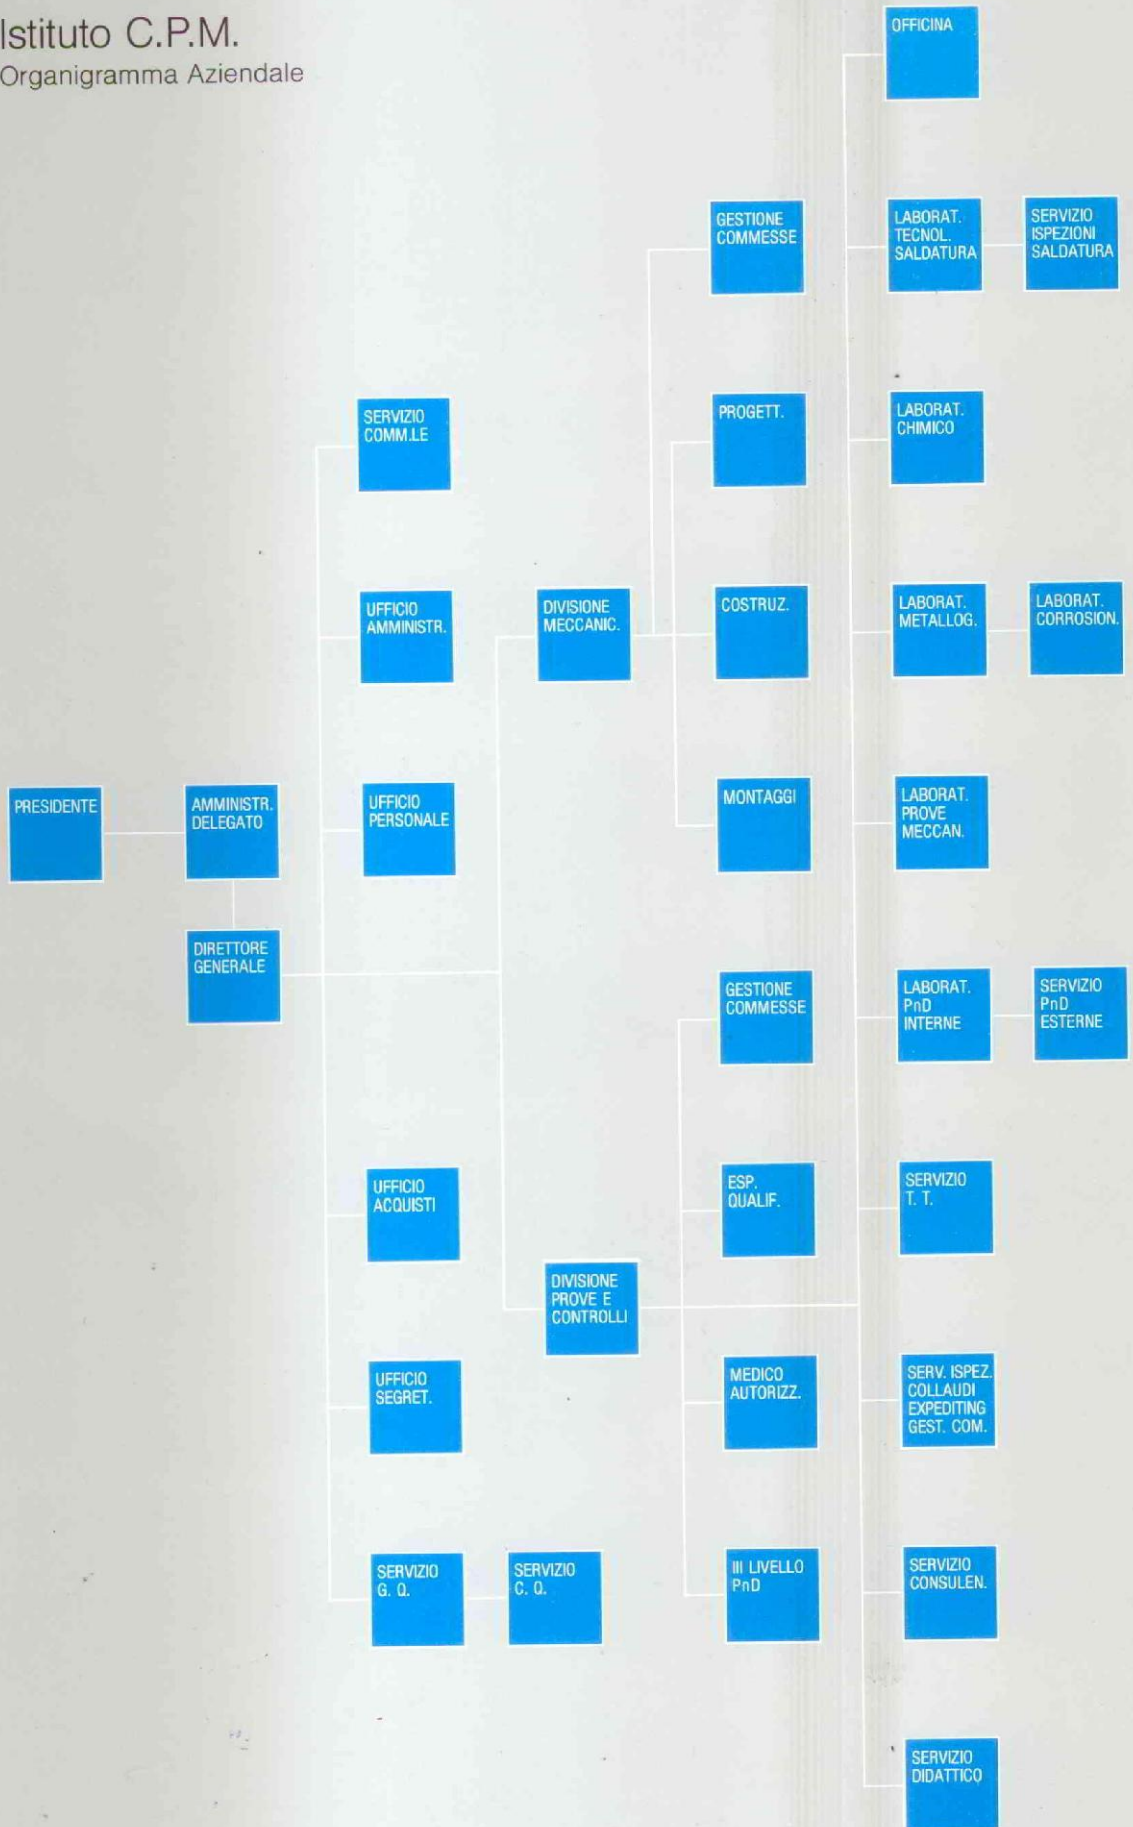 Istituto C.P.M.
Organigramma Aziendale
PRESIDENTE
AMMINISTR.
DELEGATO
DIRETTORE
GENERALE
SERVIZIO
COMM.LE
UFFICIO
AMMINISTR.
UFFICIO
PERSONALE
UFFICIO
ACQUISTI
UFFICIO
SEGRET.
SERVIZIO
G. Q.
SERVIZIO
C. Q.
DIVISIONE
MECCANIC.
DIVISIONE
PROVE E
CONTROLLI
GESTIONE
COMMESSE
PROGETT.
COSTRUZ.
MONTAGGI
GESTIONE
COMMESSE
ESP.
QUALIF.
MEDICO
AUTORIZZ.
III LIVELLO
PnD
OFFICINA
LABORAT.
TECNOL.
SALDATURA
SERVIZIO
ISPEZIONI
SALDATURA
LABORAT.
CHIMICO
LABORAT.
METALLOG.
LABORAT.
CORROSION.
LABORAT.
PROVE
MECCAN.
LABORAT.
PnD
INTERNE
SERVIZIO
PnD
ESTERNE
SERVIZIO
T. T.
SERV. ISPEZ.
COLLAUDI
EXPEDITING
GEST. COM.
SERVIZIO
CONSULEN.
SERVIZIO
DIDATTICO